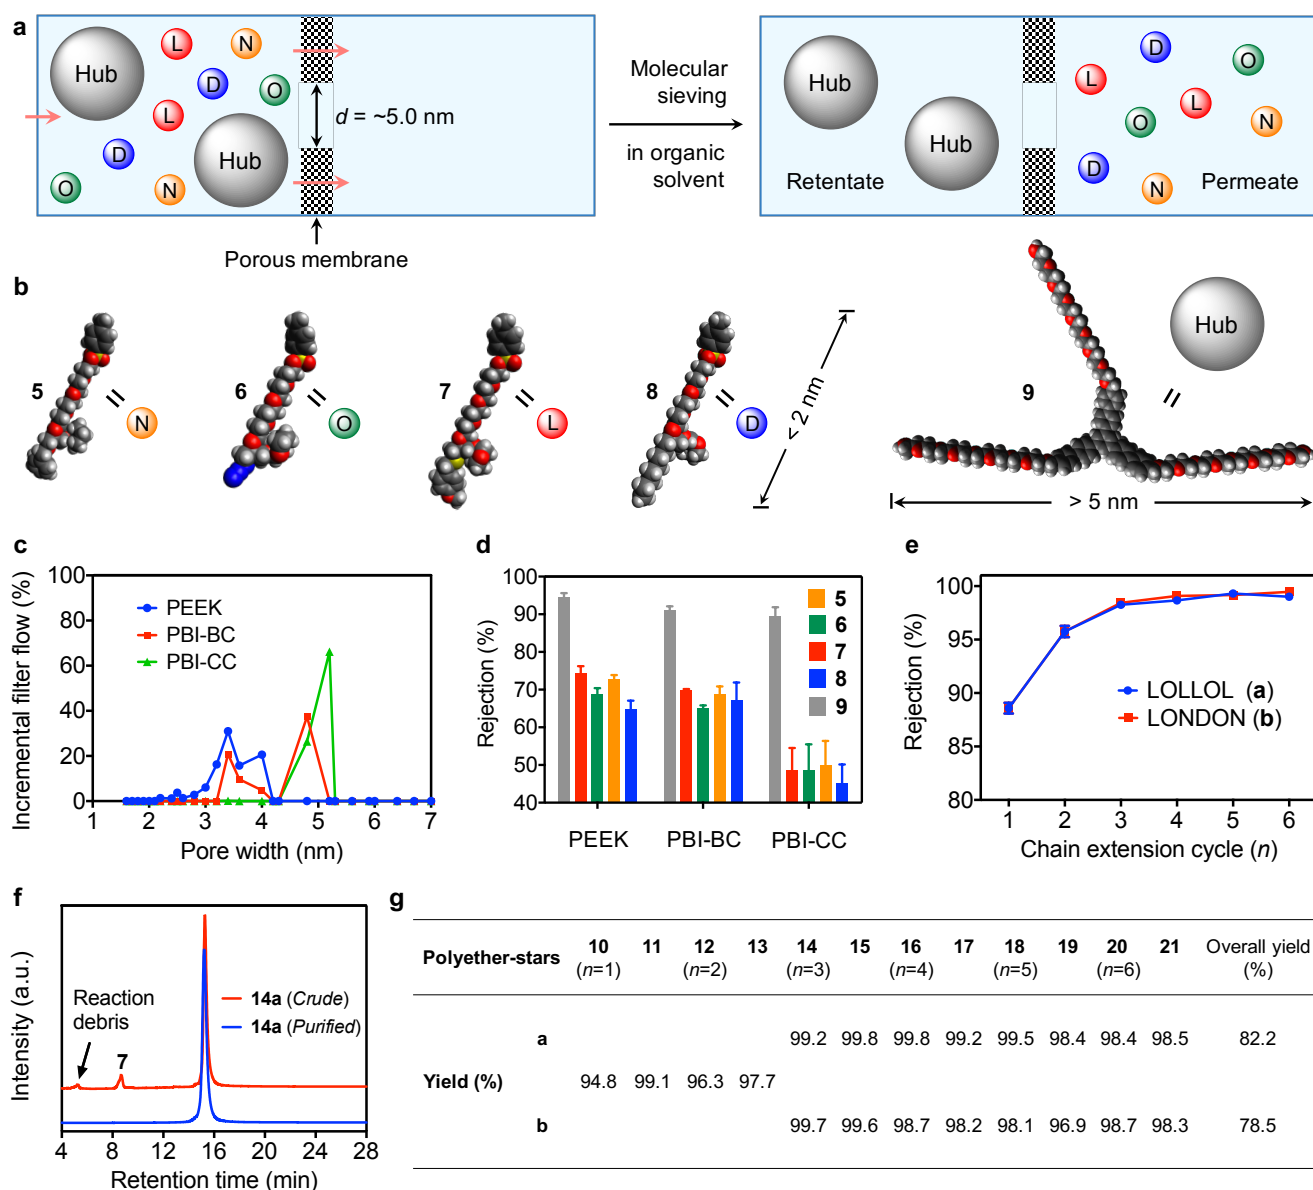 a
Hub
L
N
D
O
L
D
Hub
O
N
d = ~5.0 nm
Porous membrane
Molecular
sieving
in organic
solvent
Hub
Hub
Retentate
D
O
L
L
O
N
D
N
Permeate
b
5
=
N
6
=
O
7
=
L
8
=
D
< 2 nm
9
=
Hub
> 5 nm
c
Incremental filter flow (%)
100
80
60
40
20
0
PEEK
PBI-BC
PBI-CC
1 2 3 4 5 6 7
Pore width (nm)
d
Rejection (%)
100
90
80
70
60
50
40
5
6
7
8
9
PEEK PBI-BC PBI-CC
e
Rejection (%)
100
95
90
85
80
LOLLOL (a)
LONDON (b)
1 2 3 4 5 6
Chain extension cycle (n)
f
Intensity (a.u.)
Reaction
debris
7
14a (Crude)
14a (Purified)
4 8 12 16 20 24 28
Retention time (min)
g
Polyether-stars 10 11 12 13 14 15 16 17 18 19 20 21 Overall yield
(n=1) (n=2) (n=3) (n=4) (n=5) (n=6) (%)
a 99.2 99.8 99.8 99.2 99.5 98.4 98.4 98.5 82.2
Yield (%) 94.8 99.1 96.3 97.7
b 99.7 99.6 98.7 98.2 98.1 96.9 98.7 98.3 78.5